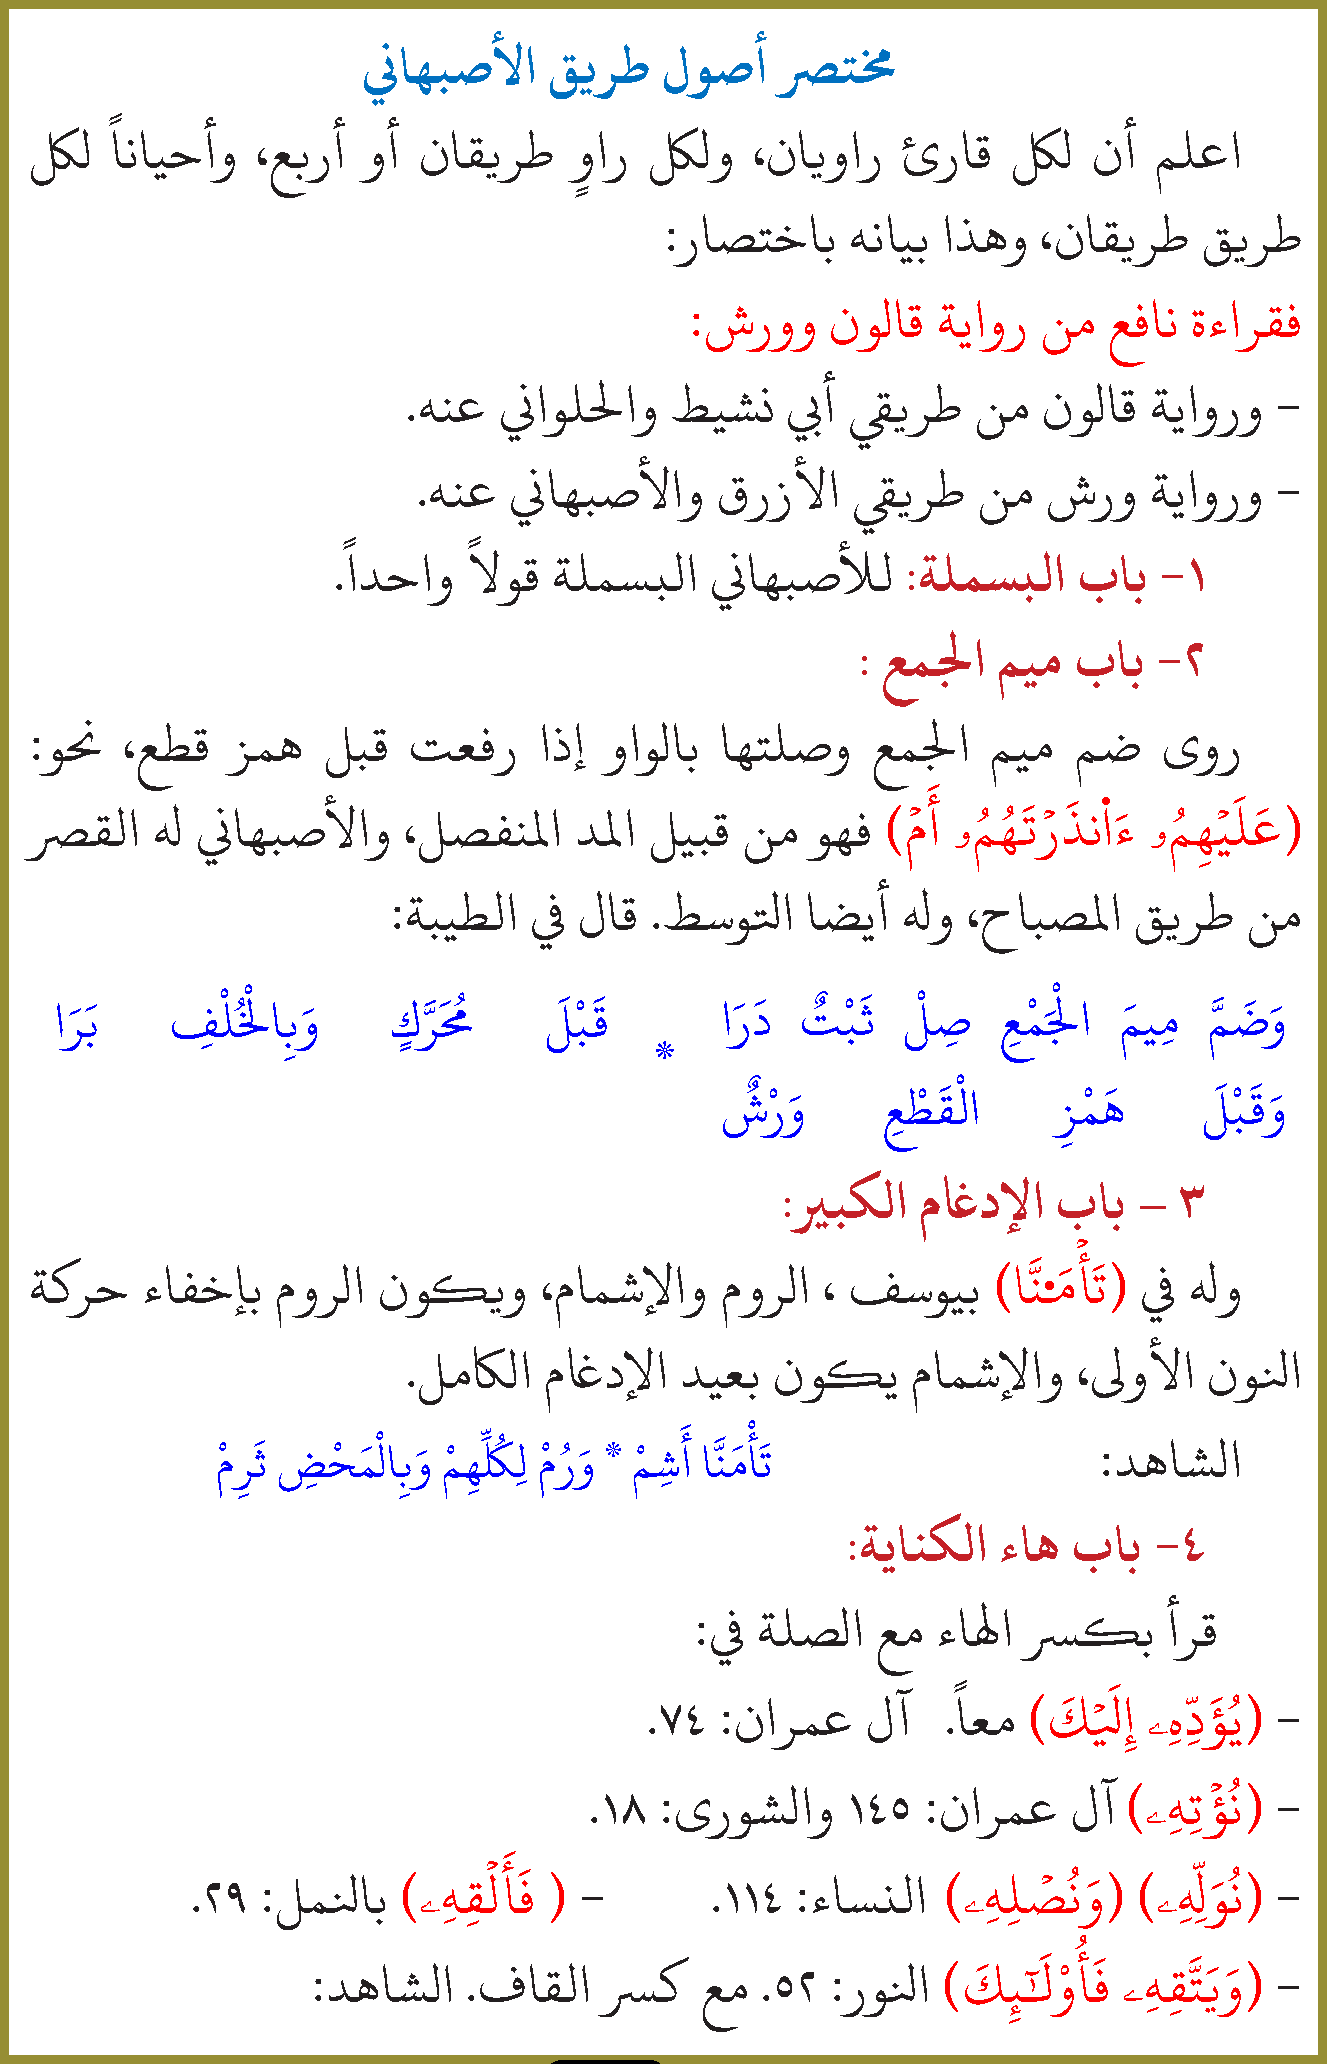 مختصر أصول طريق الأصبهاني
اعلم أن لكل قارئ راويان، ولكل راوٍ طريقان أو أربع، وأحياناً لكل
طريق طريقان، وهذا بيانه باختصار:
فقراءة نافع من رواية قالون وورش:
- ورواية قالون من طريقي أبي نشيط والحلواني عنه.
- ورواية ورش من طريقي الأزرق والأصبهاني عنه.
١- باب البسملة: للأصبهاني البسملة قولاً واحداً.
٢- باب ميم الجمع :
روى ضم ميم الجمع وصلتها بالواو إذا رفعت قبل همز قطع، نحو:
(عَلَيۡهِمُۥ ءَا۬نذَرۡتَهُمُۥ أَمۡ) فهو من قبيل المد المنفصل، والأصبهاني له القصر
من طريق المصباح، وله أيضا التوسط. قال في الطيبة:
وَضَمَّ مِيمَ الْجَمْعِ صِلْ ثَبْتٌ دَرَا * قَبْلَ مُحَرَّكٍ وَبِالْخُلْفِ بَرَا
وَقَبْلَ هَمْزِ الْقَطْعِ وَرْشٌ
٣ - باب الإدغام الكبير:
وله في (تَأۡمَ۬نَّا) بيوسف ، الروم والإشمام، ويكون الروم بإخفاء حركة
النون الأولى، والإشمام يكون بعيد الإدغام الكامل.
الشاهد: تَأْمَنَّا أَشِمْ * وَرُمْ لِكُلِّهِمْ وَبِالْمَحْضِ ثَرِمْ
٤- باب هاء الكناية:
قرأ بكسر الهاء مع الصلة في:
- (يُؤَدِّهِۦ إِلَيۡكَ) معاً. آل عمران: ٧٤.
- (نُؤۡتِهِۦ) آل عمران: ١٤٥ والشورى: ١٨.
- (نُوَلِّهِۦ) (وَنُصۡلِهِۦ) النساء: ١١٤. - ( فَأَلۡقِهِۦ) بالنمل: ٢٩.
- (وَيَتَّقِهِۦ فَأُوْلَٰٓئِكَ) النور: ٥٢. مع كسر القاف. الشاهد: